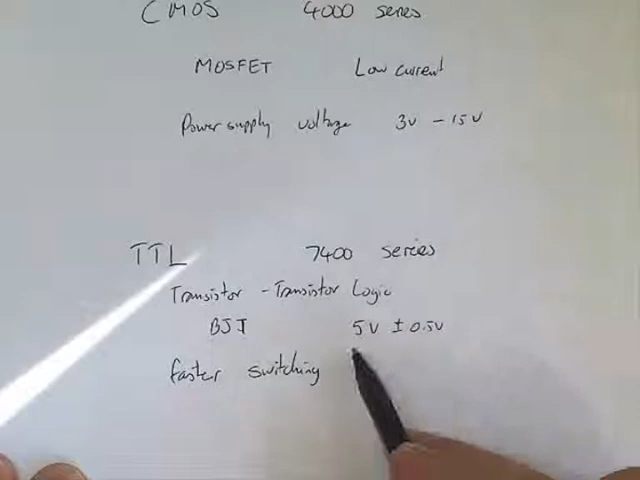 CMOS 4000 series
MOSFET Low current
Power supply voltage 3V - 15V
TTL 7400 series
Transistor - Transistor Logic
BJT 5V ± 0.5V
faster switching